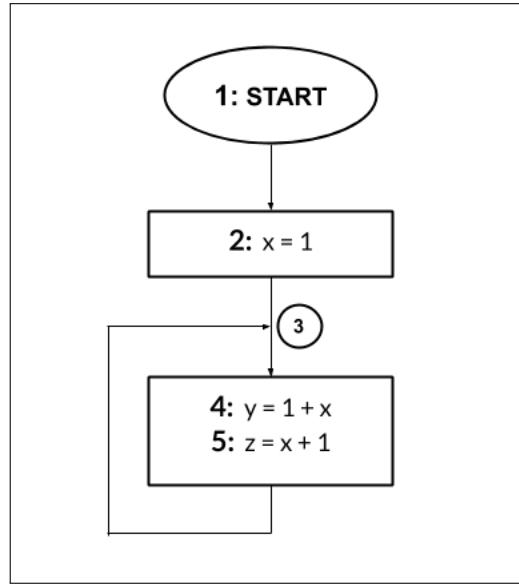 1: START
2: x = 1
3
4: y = 1 + x
5: z = x + 1